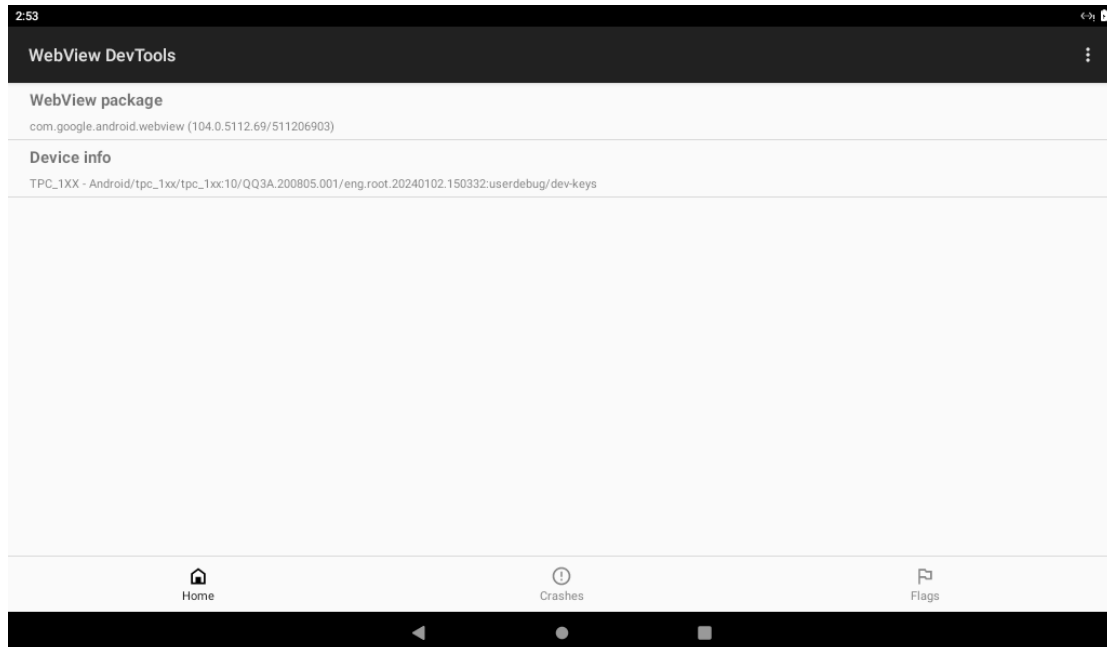 2:53
WebView DevTools
WebView package
com.google.android.webview (104.0.5112.69/511206903)
Device info
TPC_1XX - Android/tpc_1xx/tpc_1xx:10/QQ3A.200805.001/eng.root.20240102.150332:userdebug/dev-keys
Home
Crashes
Flags